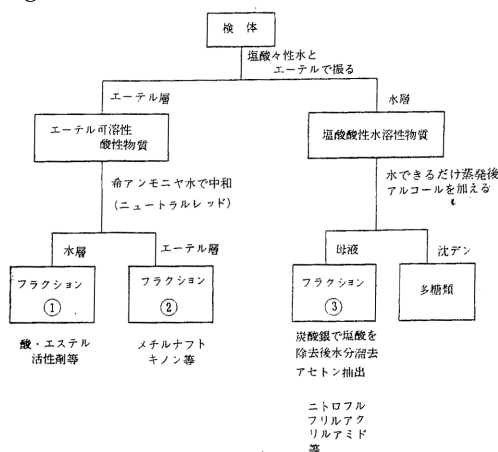 検体
塩酸々性水と
エーテルで振る
エーテル層
水層
エーテル可溶性
酸性物質
塩酸酸性水溶性物質
希アンモニヤ水で中和
(ニュートラルレッド)
水できるだけ蒸発後
アルコールを加える
水層
エーテル層
母液
沈デン
フラクション
①
フラクション
②
フラクション
③
多糖類
酸・エステル
活性剤等
メチルナフト
キノン等
炭酸銀で塩酸を
除去後水分溜去
アセトン抽出
ニトロフル
フリルアク
リルアミド
等